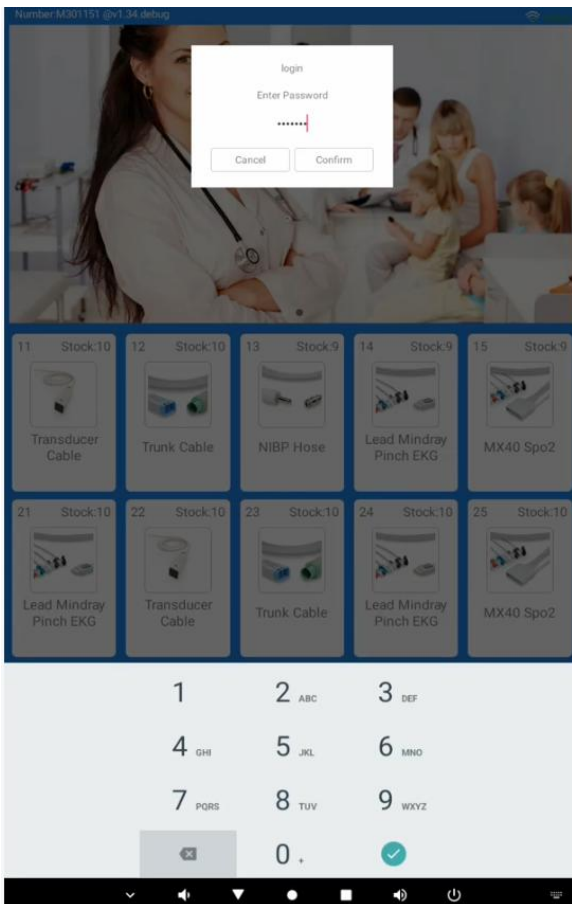 Number:M301151 @v1.34.debug
login
Enter Password
•••••••
Cancel Confirm
11 Stock:10
Transducer
Cable
12 Stock:10
Trunk Cable
13 Stock:9
NIBP Hose
14 Stock:9
Lead Mindray
Pinch EKG
15 Stock:9
MX40 Spo2
21 Stock:10
Lead Mindray
Pinch EKG
22 Stock:10
Transducer
Cable
23 Stock:10
Trunk Cable
24 Stock:10
Lead Mindray
Pinch EKG
25 Stock:10
MX40 Spo2
1 2 ABC 3 DEF
4 GHI 5 JKL 6 MNO
7 PQRS 8 TUV 9 WXYZ
0 +